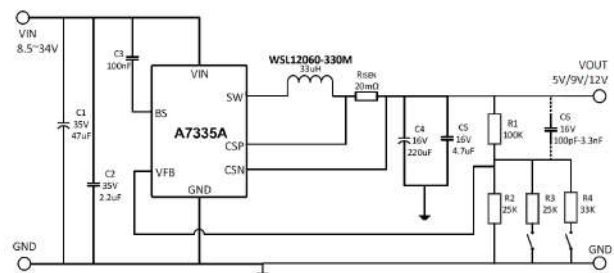 VIN
8.5~34V
C1
35V
47uF
C2
35V
2.2uF
C3
100nF
VIN
BS
SW
A7335A
CSP
VFB
CSN
GND
WSL12060-330M
33uH
RISEN
20mΩ
C4
16V
220uF
C5
16V
4.7uF
R1
100K
C6
16V
100pF-3.3nF
R2
25K
R3
25K
R4
33K
VOUT
5V/9V/12V
GND
GND